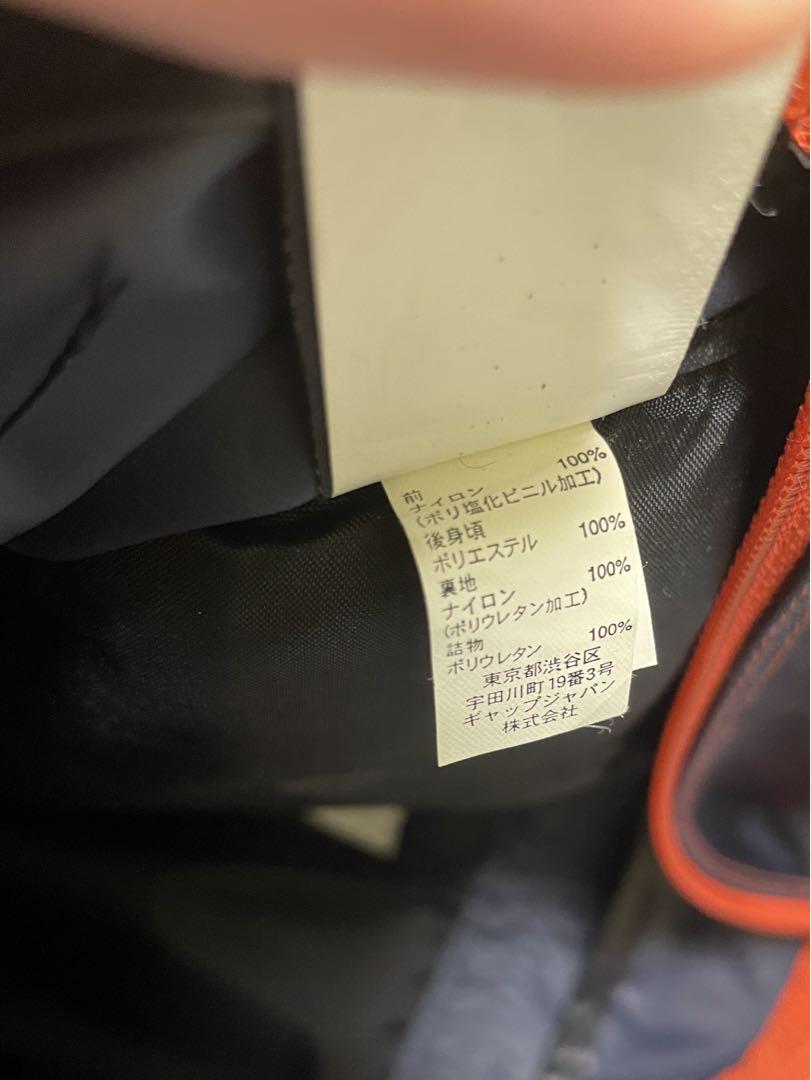 前
ナイロン 100%
(ポリ塩化ビニル加工)
後身頃
ポリエステル 100%
裏地
ナイロン 100%
(ポリウレタン加工)
詰物
ポリウレタン 100%
東京都渋谷区
宇田川町19番3号
ギャップジャパン
株式会社